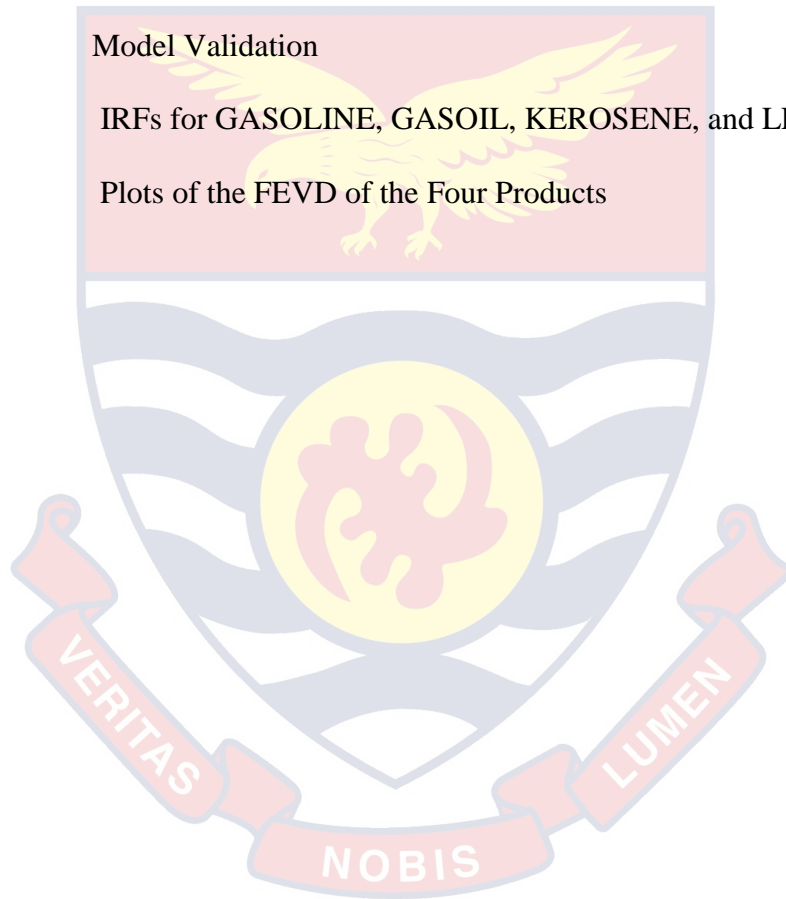 Model Validation
IRFs for GASOLINE, GASOIL, KEROSENE, and
Plots of the FEVD of the Four Products
VERITAS
NOBIS
LUMEN